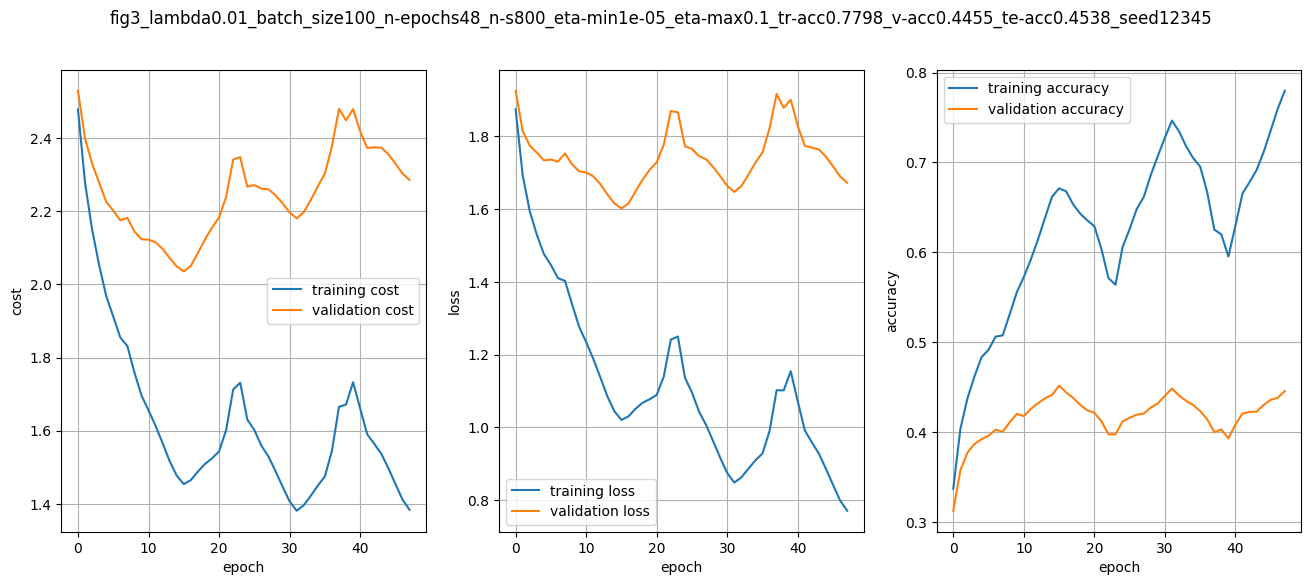 fig3_lambda0.01_batch_size100_n-epochs48_n-s800_eta-min1e-05_eta-max0.1_tr-acc0.7798_v-acc0.4455_te-acc0.4538_seed12345
cost
2.4
2.2
2.0
1.8
1.6
1.4
training cost
validation cost
0 10 20 30 40
epoch
loss
1.8
1.6
1.4
1.2
1.0
0.8
training loss
validation loss
0 10 20 30 40
epoch
accuracy
0.8
0.7
0.6
0.5
0.4
0.3
training accuracy
validation accuracy
0 10 20 30 40
epoch